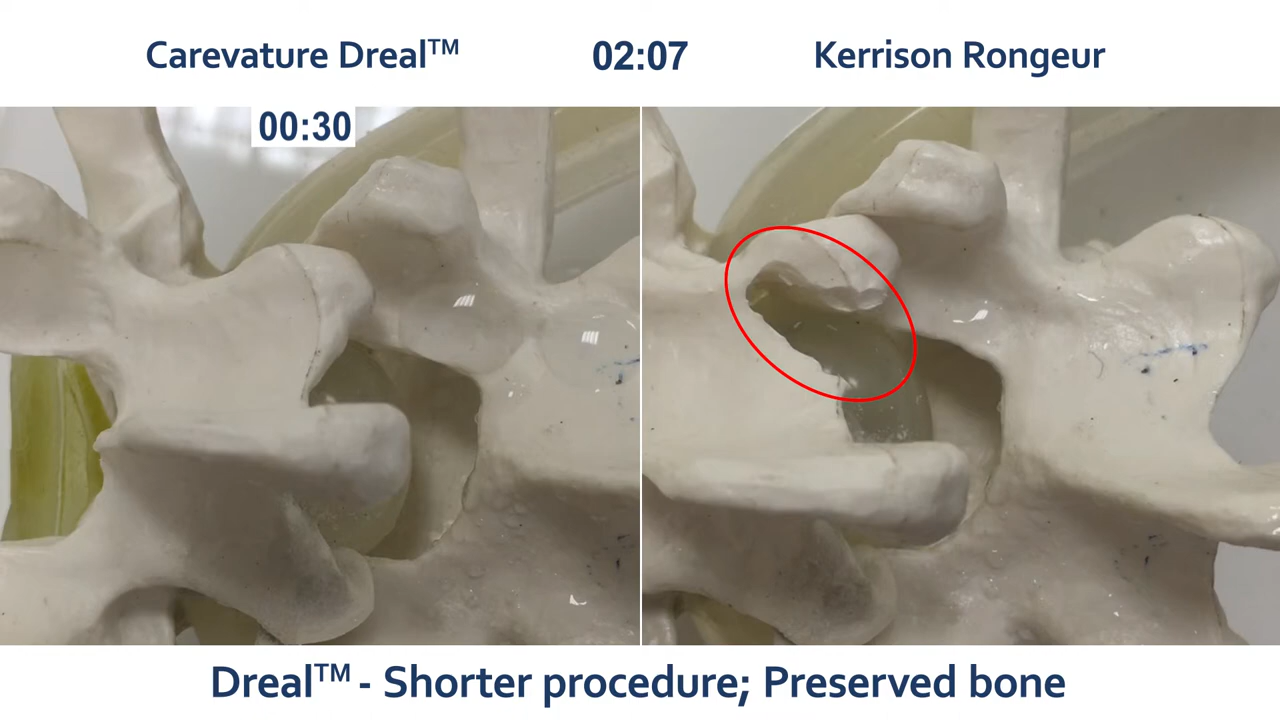 Carevature Dreal™
02:07
Kerrison Rongeur
00:30
Dreal™ - Shorter procedure; Preserved bone